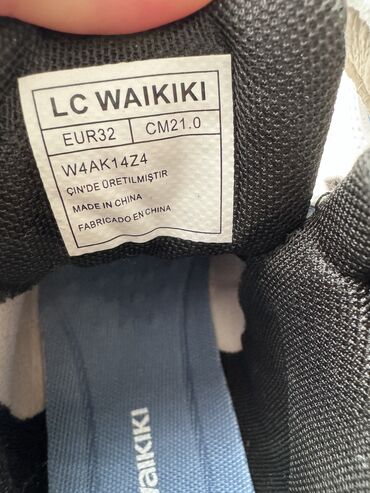 LC WAIKIKI
EUR32 CM21.0
W4AK14Z4
ÇİN'DE ÜRETİLMİŞTİR
MADE IN CHINA
FABRICADO EN CHINA
WAIKIKI